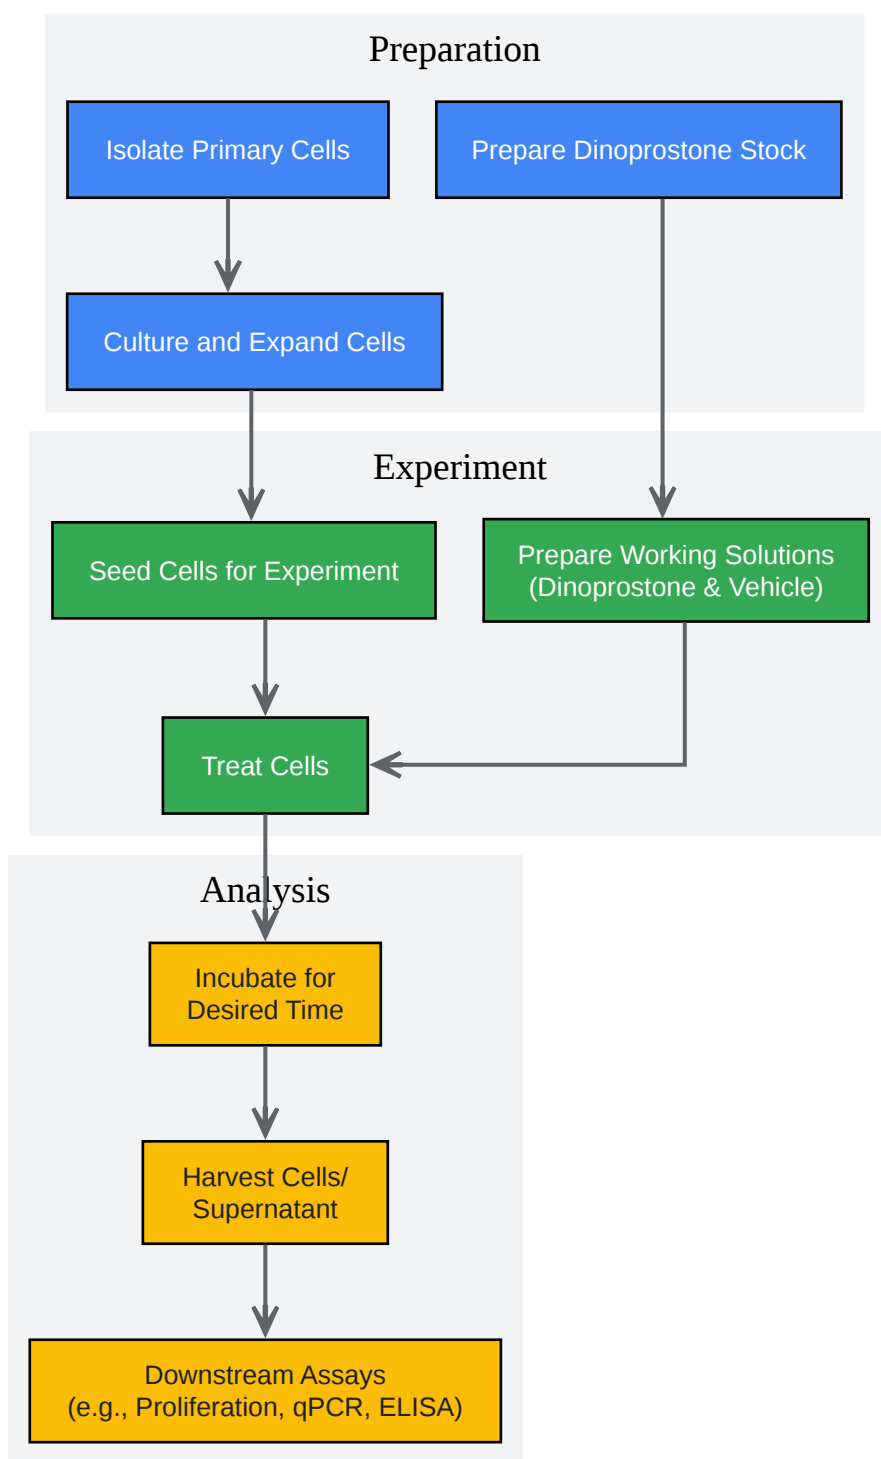 Preparation
Isolate Primary Cells
Prepare Dinoprostone Stock
Culture and Expand Cells
Experiment
Seed Cells for Experiment
Prepare Working Solutions
(Dinoprostone & Vehicle)
Treat Cells
Analysis
Incubate for
Desired Time
Harvest Cells/
Supernatant
Downstream Assays
(e.g., Proliferation, qPCR, ELISA)